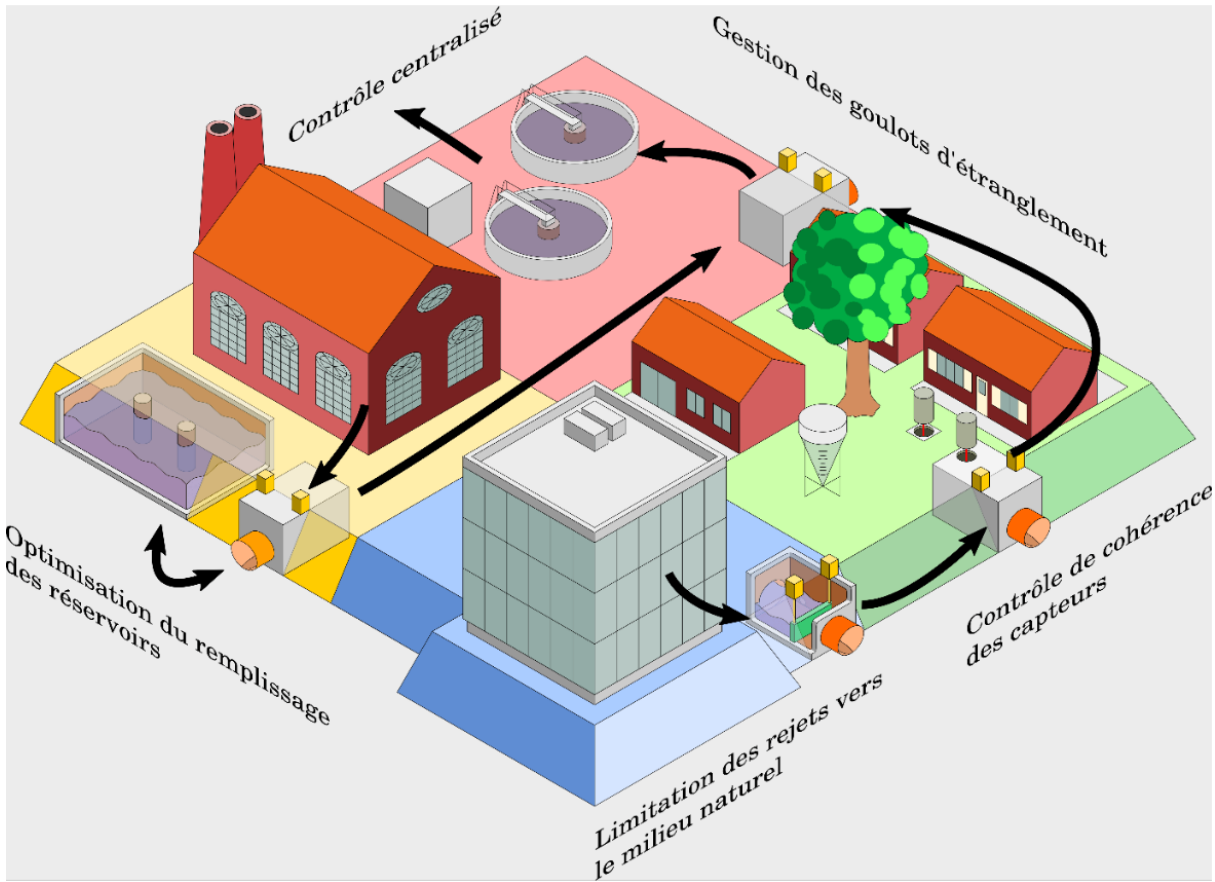 Contrôle centralisé
Gestion des goulots d'étranglement
Optimisation du remplissage
des réservoirs
Contrôle de cohérence
des capteurs
Limitation des rejets vers
le milieu naturel